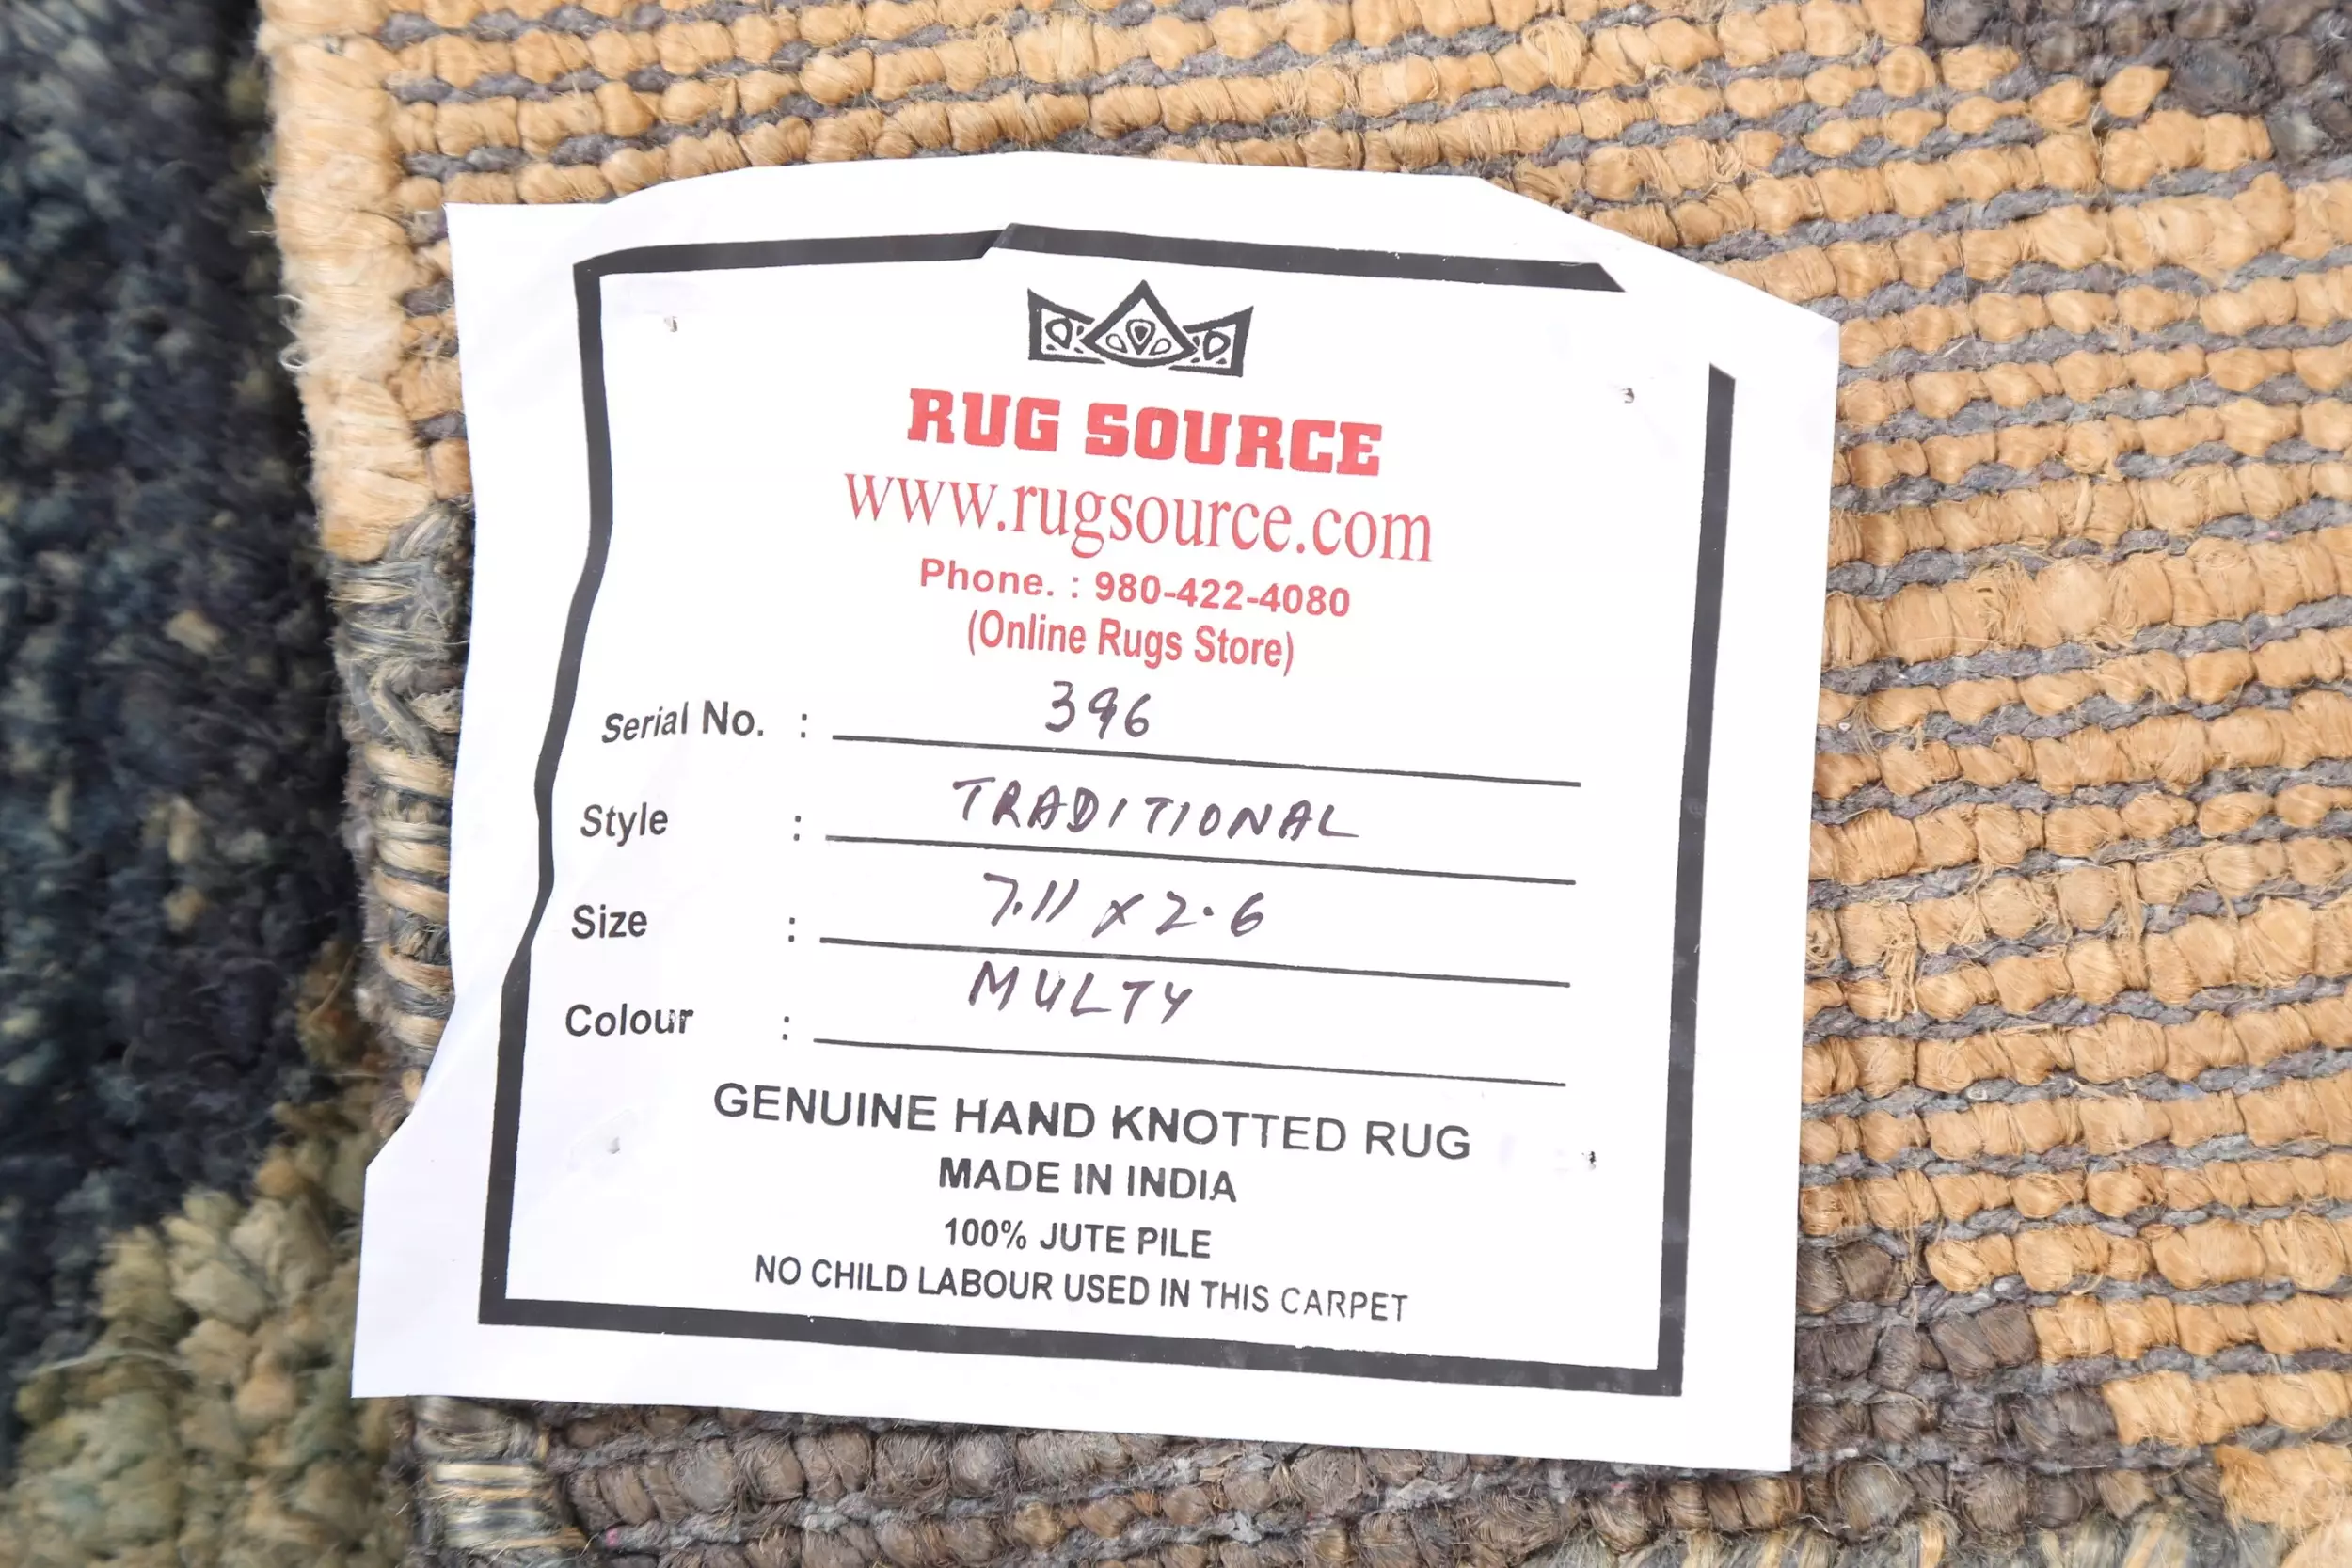 RUG SOURCE
www.rugsource.com
Phone. : 980-422-4080
(Online Rugs Store)
Serial No. : 396
Style : TRADITIONAL
Size : 7.11 x 2.6
Colour : MULTY
GENUINE HAND KNOTTED RUG
MADE IN INDIA
100% JUTE PILE
NO CHILD LABOUR USED IN THIS CARPET